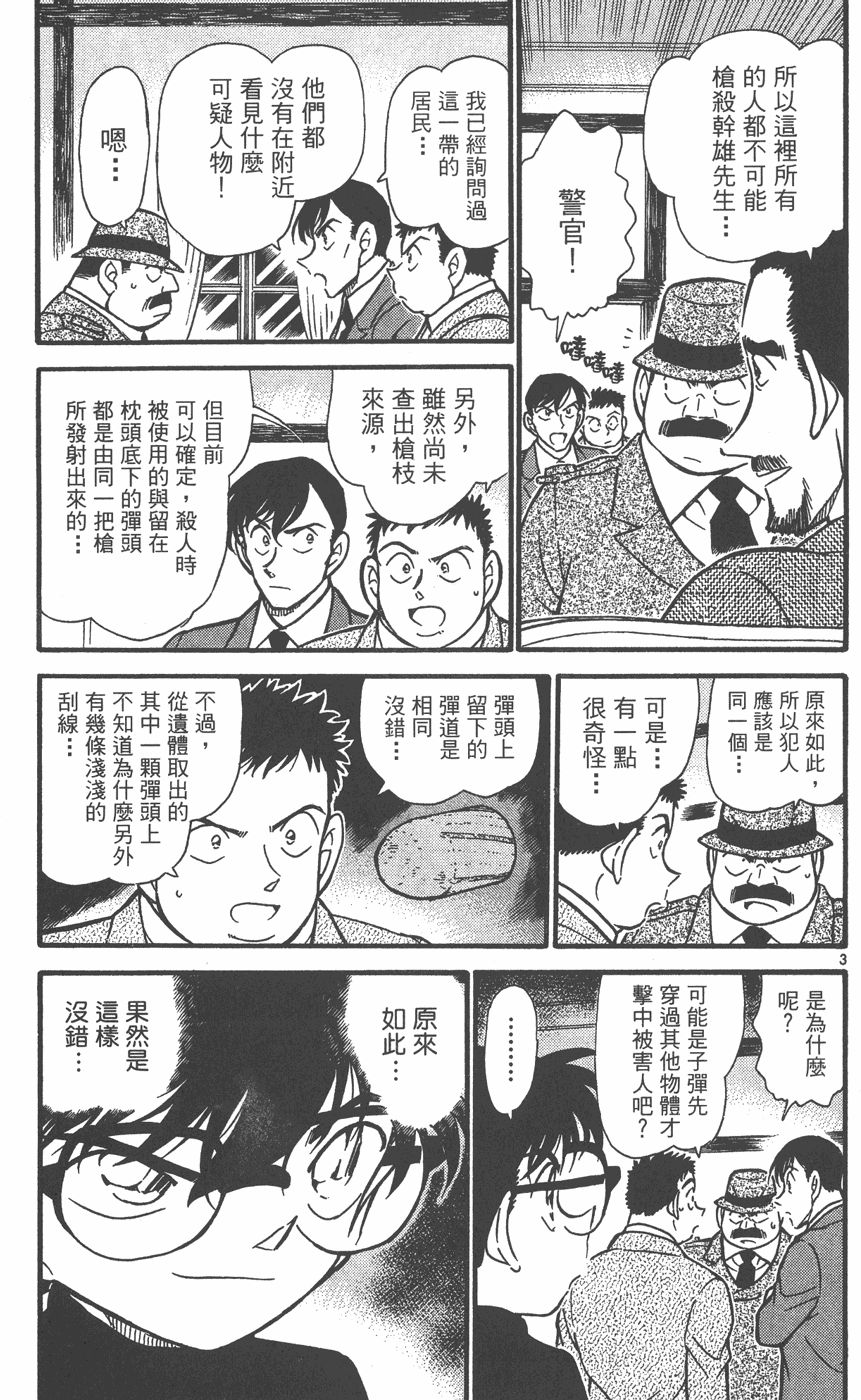 所以這裡所有
的人都不可能
槍殺幹雄先生…
警官！
噠噠噠
我已經詢問過
這一帶的
居民…
他們都
沒有在附近
看見什麼
可疑人物！
嗯…
另外，
雖然尚未
查出槍枝
來源，
但目前
可以確定，殺人時
被使用的與留在
枕頭底下的彈頭
都是由同一把槍
所發射出來的…
原來如此，
所以犯人
應該是
同一個…
可是…
有一點
很奇怪…
彈頭上
留下的
彈道是
相同
沒錯…
不過，
從遺體取出的
其中一顆彈頭上
不知道為什麼另外
有幾條淺淺的
刮線…
3
是為什麼
呢？
可能是子彈先
穿過其他物體才
擊中被害人吧？
………
原來
如此…
果然是
這樣
沒錯…